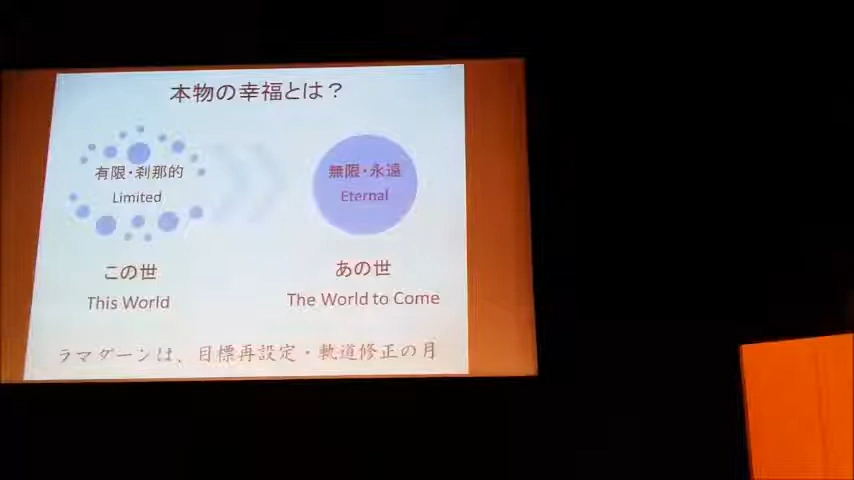 本物の幸福とは？
有限・刹那的
Limited
無限・永遠
Eternal
この世
This World
あの世
The World to Come
ラマダーンは、目標再設定・軌道修正の月